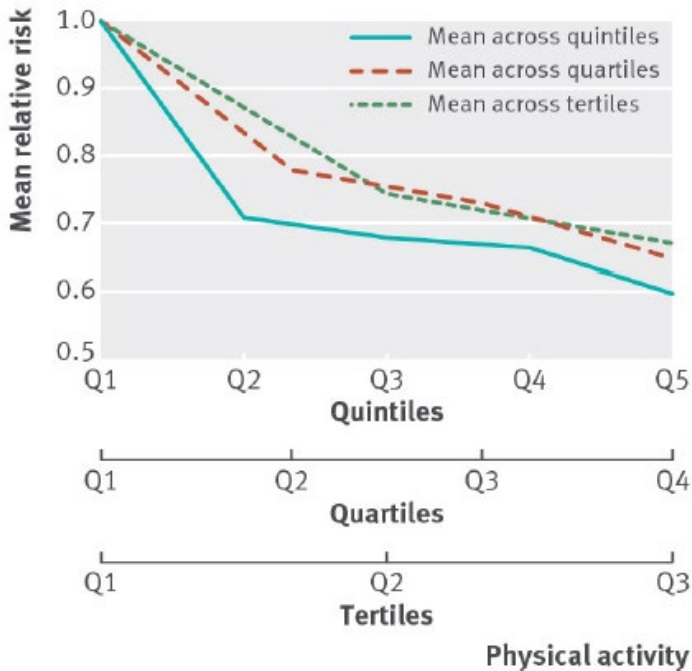 Mean relative risk
1.0
0.9
0.8
0.7
0.6
0.5
Mean across quintiles
Mean across quartiles
Mean across tertiles
Q1 Q2 Q3 Q4 Q5
Quintiles
Q1 Q2 Q3 Q4
Quartiles
Q1 Q2 Q3
Tertiles
Physical activity